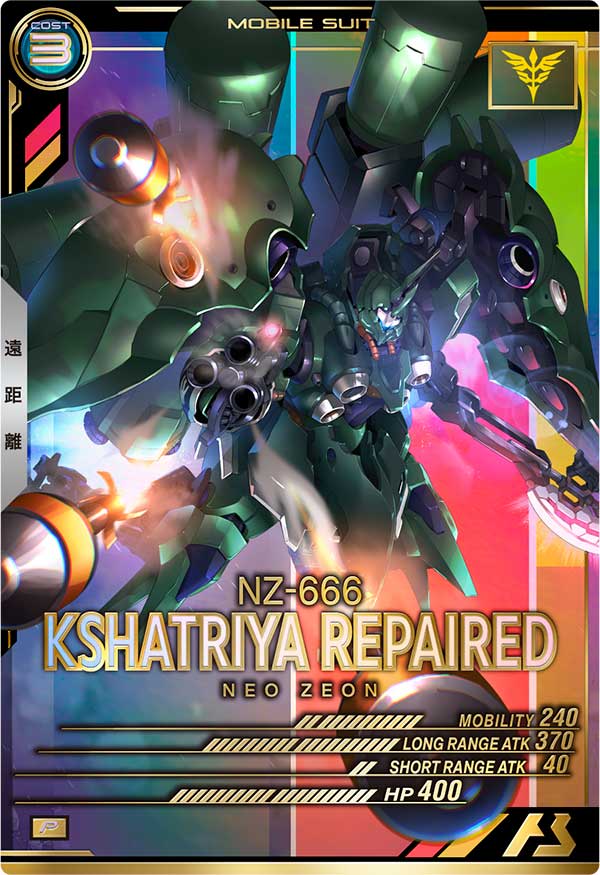 COST
3
MOBILE SUIT
遠距離
NZ-666
KSHATRIYA REPAIRED
NEO ZEON
MOBILITY 240
LONG RANGE ATK 370
SHORT RANGE ATK 40
HP 400
P